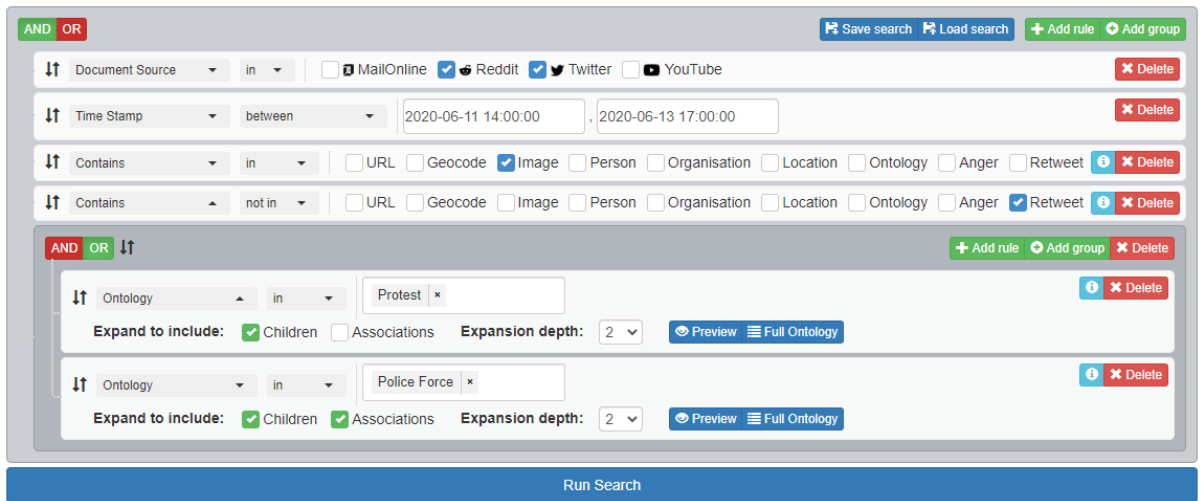 AND OR Save search Load search Add rule Add group
Document Source in MailOnline Reddit Twitter YouTube Delete
Time Stamp between 2020-06-11 14:00:00 , 2020-06-13 17:00:00 Delete
Contains in URL Geocode Image Person Organisation Location Ontology Anger Retweet Delete
Contains not in URL Geocode Image Person Organisation Location Ontology Anger Retweet Delete
AND OR Add rule Add group Delete
Ontology in Protest × Delete
Expand to include: Children Associations Expansion depth: 2 Preview Full Ontology
Ontology in Police Force × Delete
Expand to include: Children Associations Expansion depth: 2 Preview Full Ontology
Run Search